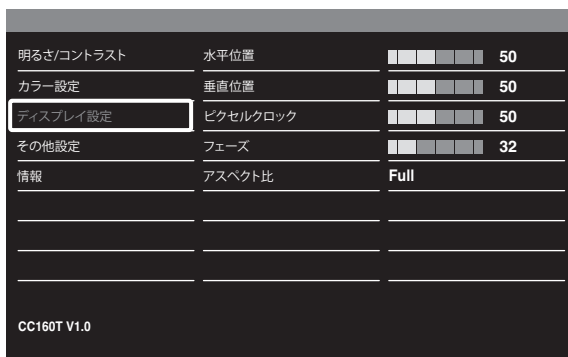 明るさ/コントラスト 水平位置 50
カラー設定 垂直位置 50
ディスプレイ設定 ピクセルクロック 50
その他設定 フェーズ 32
情報 アスペクト比 Full
CC160T V1.0